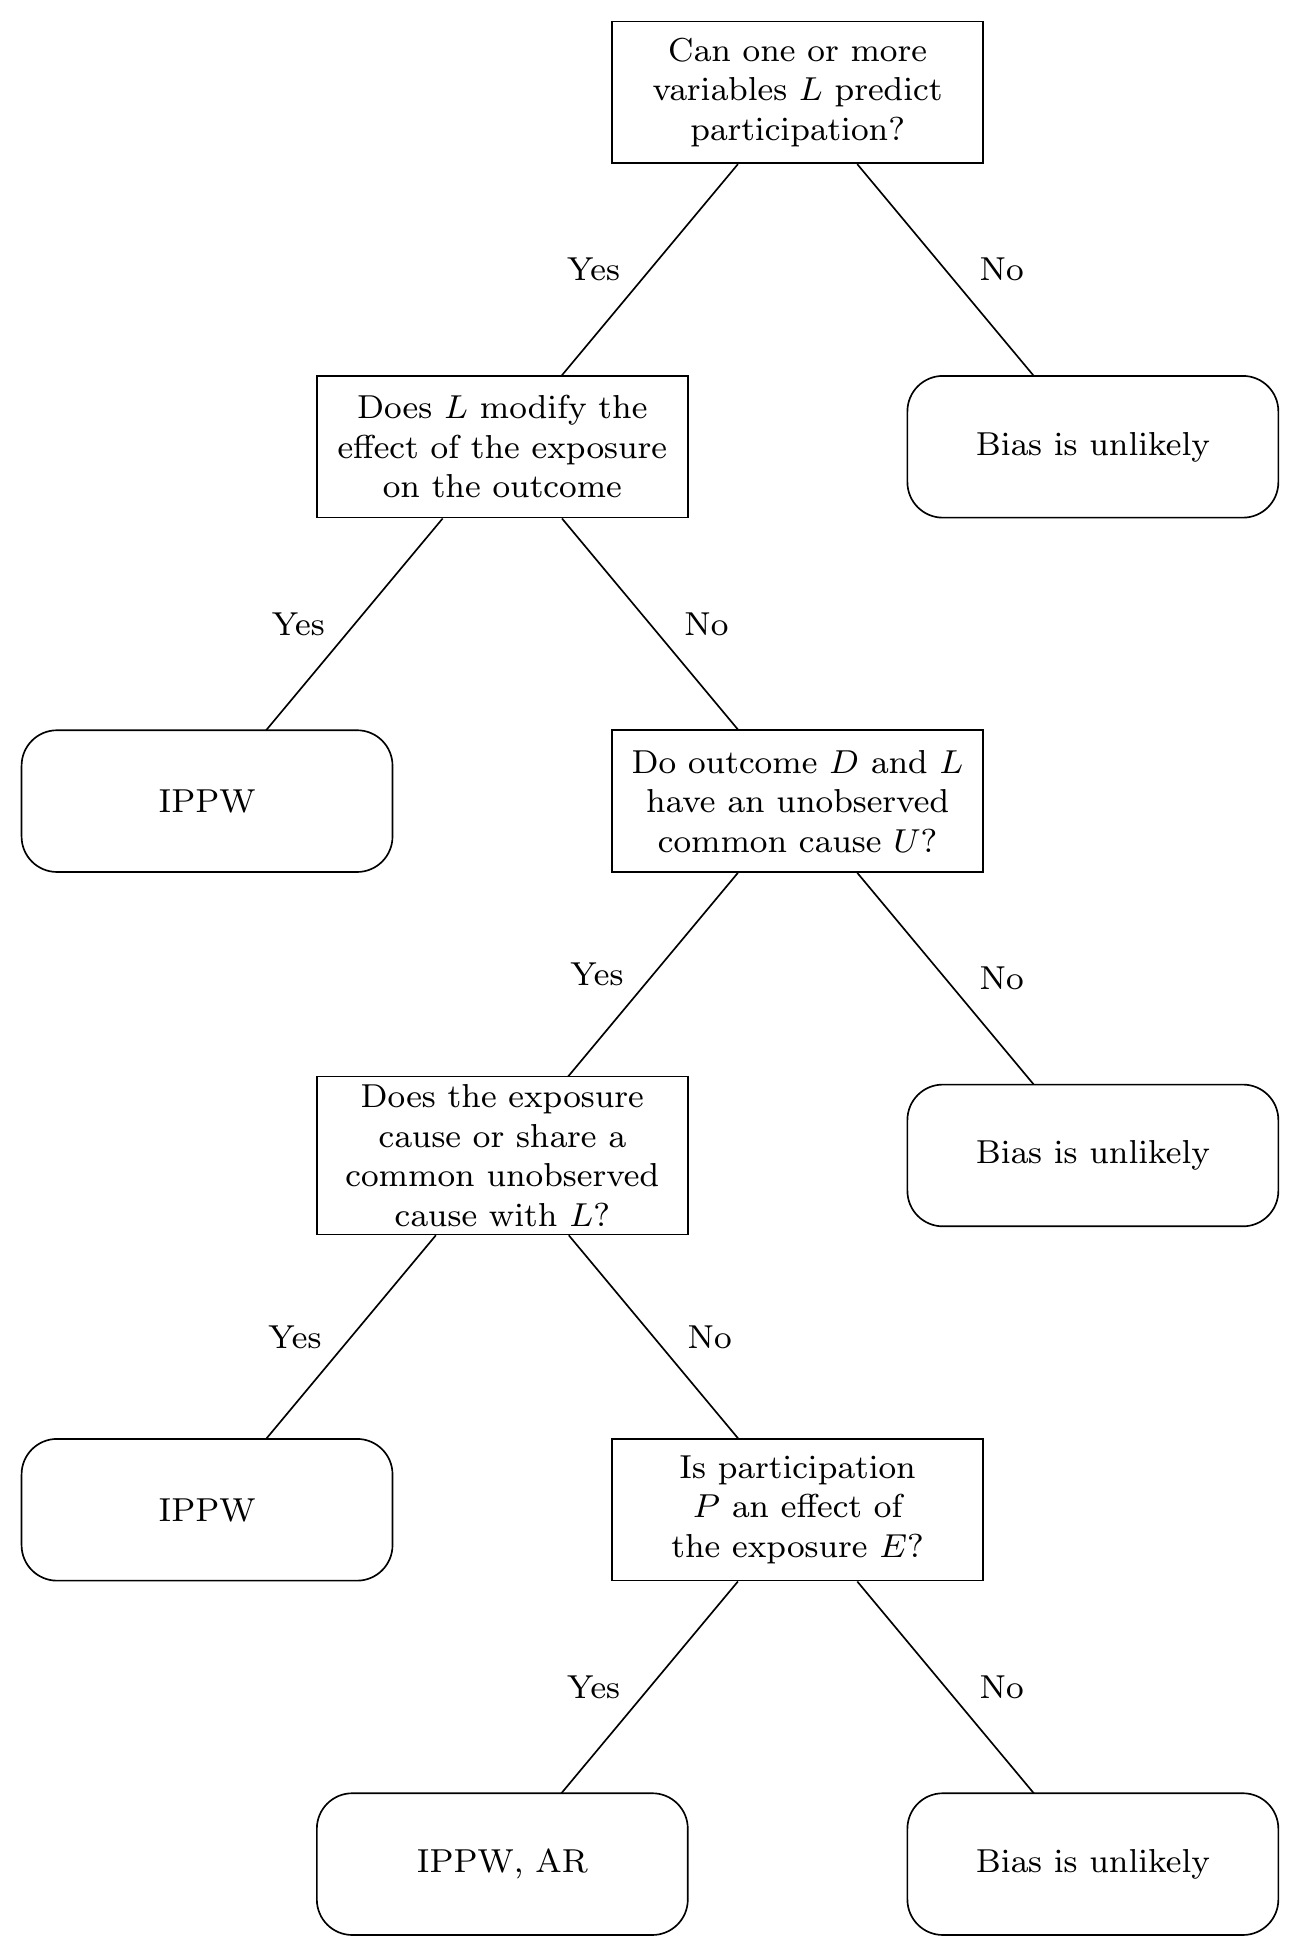 Can one or more
variables L predict
participation?
Yes
No
Does L modify the
effect of the exposure
on the outcome
Bias is unlikely
Yes
No
IPPW
Do outcome D and L
have an unobserved
common cause U?
Yes
No
Does the exposure
cause or share a
common unobserved
cause with L?
Bias is unlikely
Yes
No
IPPW
Is participation
P an effect of
the exposure E?
Yes
No
IPPW, AR
Bias is unlikely